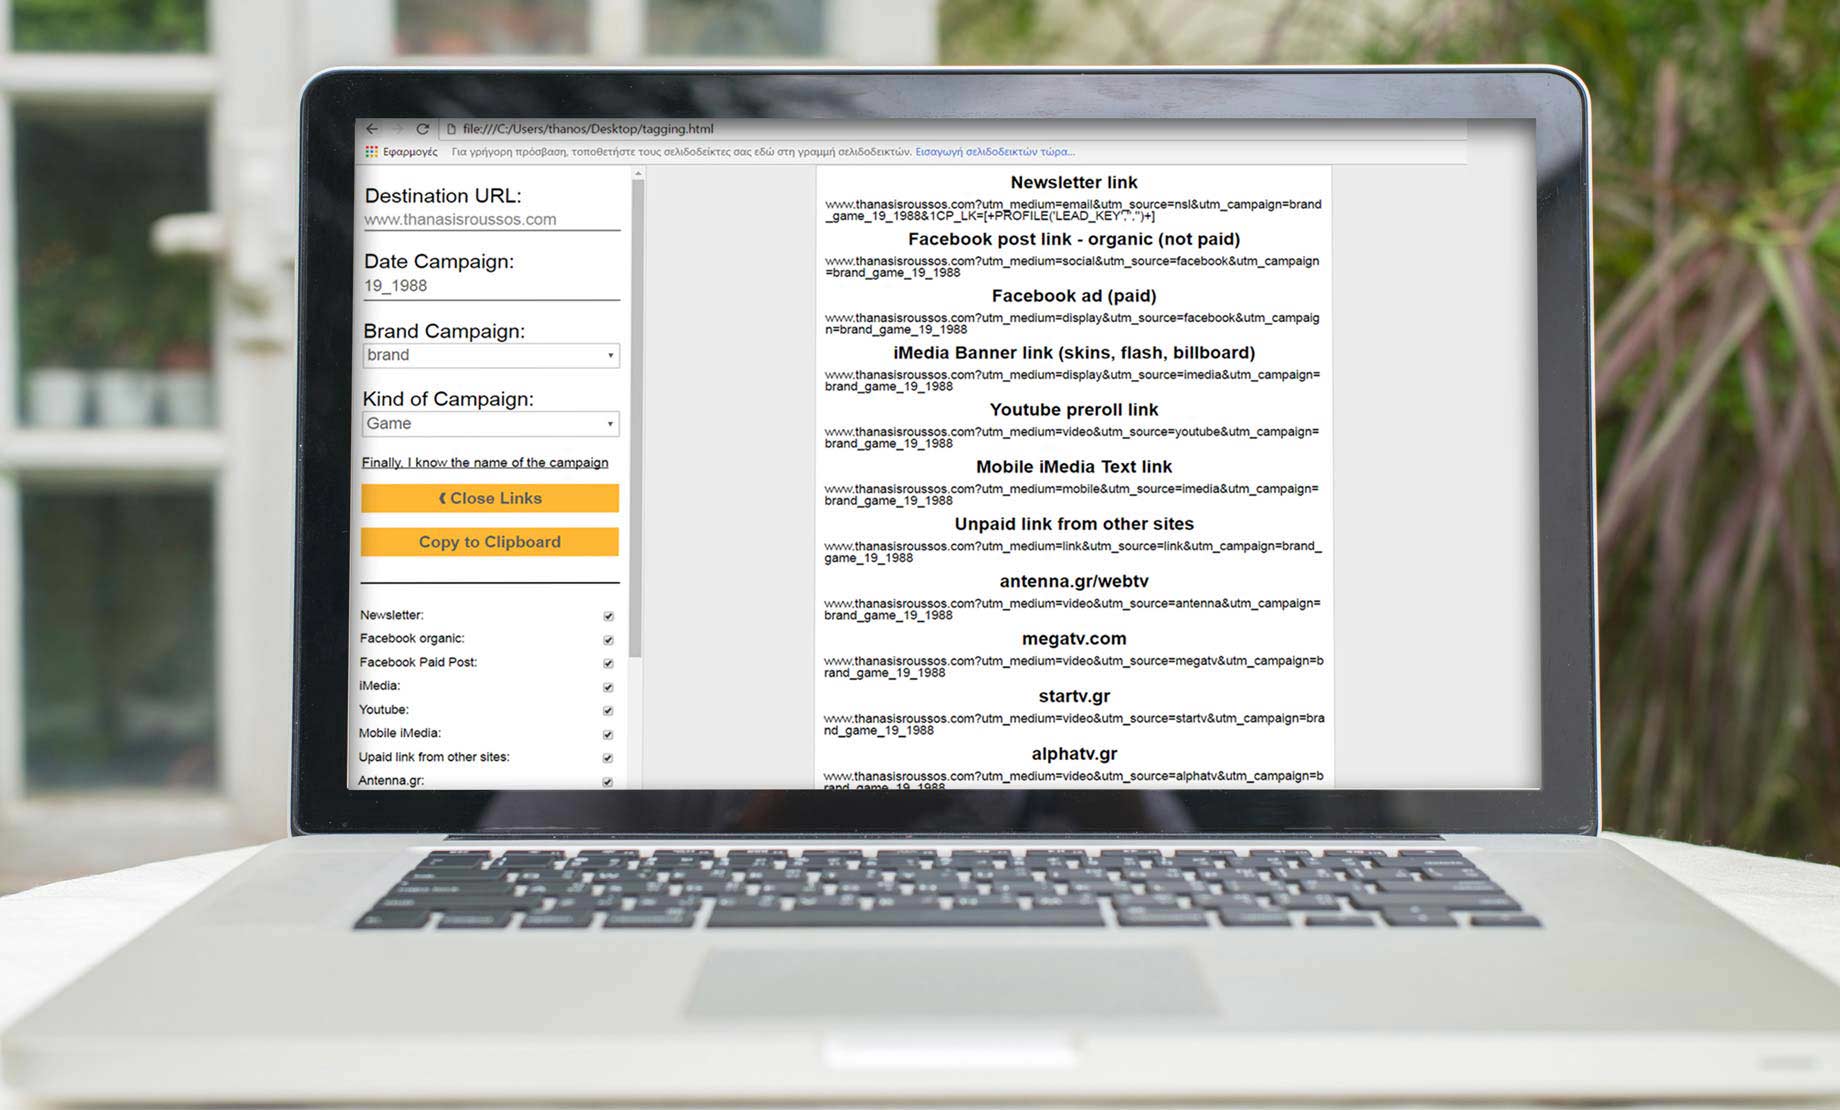 file:///C:/Users/thanos/Desktop/tagging.html
Εφαρμογές Για γρήγορη πρόσβαση, τοποθετήστε τους σελιδοδείκτες σας εδώ στη γραμμή σελιδοδεικτών. Εισαγωγή σελιδοδεικτών τώρα...
Destination URL:
www.thanasisroussos.com
Date Campaign:
19_1988
Brand Campaign:
brand
Kind of Campaign:
Game
Finally, I know the name of the campaign
❰ Close Links
Copy to Clipboard
Newsletter:
Facebook organic:
Facebook Paid Post:
iMedia:
Youtube:
Mobile iMedia:
Upaid link from other sites:
Antenna.gr:
Newsletter link
www.thanasisroussos.com?utm_medium=email&utm_source=nsl&utm_campaign=brand
_game_19_1988&1CP_LK=[+PROFILE('LEAD_KEY','','')+]
Facebook post link - organic (not paid)
www.thanasisroussos.com?utm_medium=social&utm_source=facebook&utm_campaign
=brand_game_19_1988
Facebook ad (paid)
www.thanasisroussos.com?utm_medium=display&utm_source=facebook&utm_campaig
n=brand_game_19_1988
iMedia Banner link (skins, flash, billboard)
www.thanasisroussos.com?utm_medium=display&utm_source=imedia&utm_campaign=
brand_game_19_1988
Youtube preroll link
www.thanasisroussos.com?utm_medium=video&utm_source=youtube&utm_campaign=
brand_game_19_1988
Mobile iMedia Text link
www.thanasisroussos.com?utm_medium=mobile&utm_source=imedia&utm_campaign=
brand_game_19_1988
Unpaid link from other sites
www.thanasisroussos.com?utm_medium=link&utm_source=link&utm_campaign=brand_
game_19_1988
antenna.gr/webtv
www.thanasisroussos.com?utm_medium=video&utm_source=antenna&utm_campaign=
brand_game_19_1988
megatv.com
www.thanasisroussos.com?utm_medium=video&utm_source=megatv&utm_campaign=b
rand_game_19_1988
startv.gr
www.thanasisroussos.com?utm_medium=video&utm_source=startv&utm_campaign=bra
nd_game_19_1988
alphatv.gr
www.thanasisroussos.com?utm_medium=video&utm_source=alphatv&utm_campaign=b
rand_game_19_1988